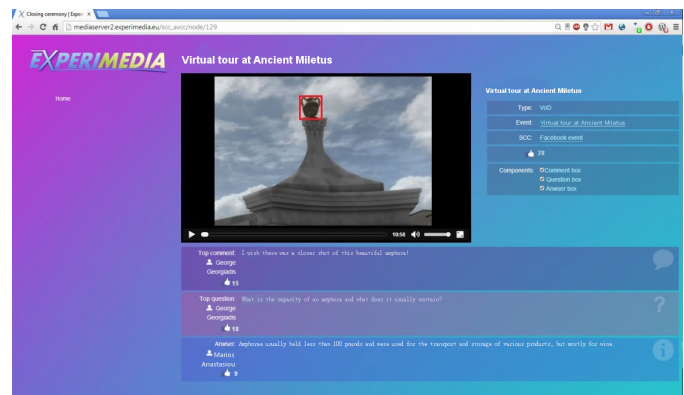 Closing ceremony | Exper
mediaserver2.experimedia.eu/scc_avcc/node/129
EXPERIMEDIA
Virtual tour at Ancient Miletus
Home
10:58
Virtual tour at Ancient Miletus
Type: VoD
Event: Virtual tour at Ancient Miletus
SCC: Facebook event
28
Components: Comment box
Question box
Anwser box
Top comment: I wish there was a closer shot of this beautiful amphora!
George
Georgiadis
15
Top question: What is the capacity of an amphora and what does it usually contain?
George
Georgiadis
18
Anwser: Amphorae usually held less than 100 pounds and were used for the transport and storage of various products, but mostly for wine.
Marios
Anastasiou
9